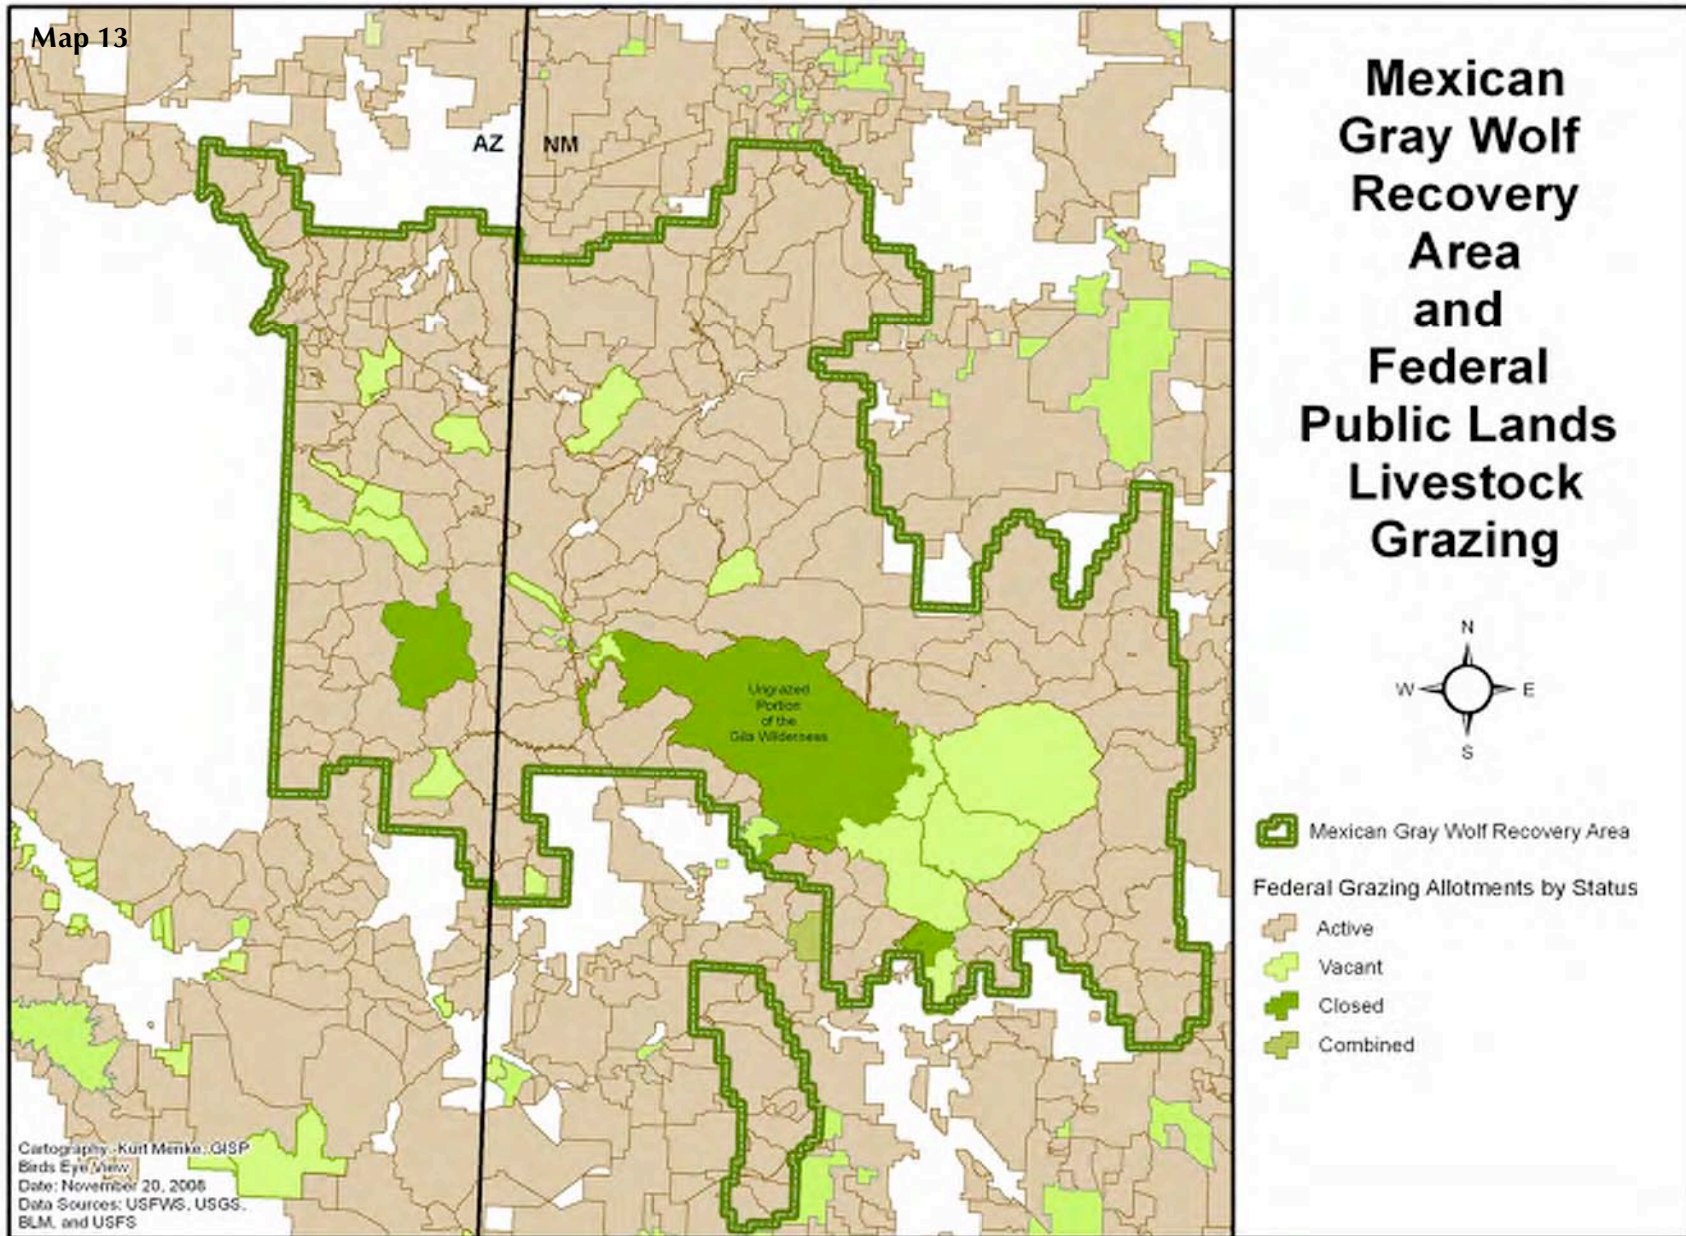 Map 13
AZ
NM
Mexican
Gray Wolf
Recovery
Area
and
Federal
Public Lands
Livestock
Grazing
N
W
E
S
Ungrazed
Portion
of the
Gila Wilderness
Mexican Gray Wolf Recovery Area
Federal Grazing Allotments by Status
Active
Vacant
Closed
Combined
Cartography: Kurt Menke, GISP
Birds Eye View
Date: November 20, 2008
Data Sources: USFWS, USGS,
BLM, and USFS